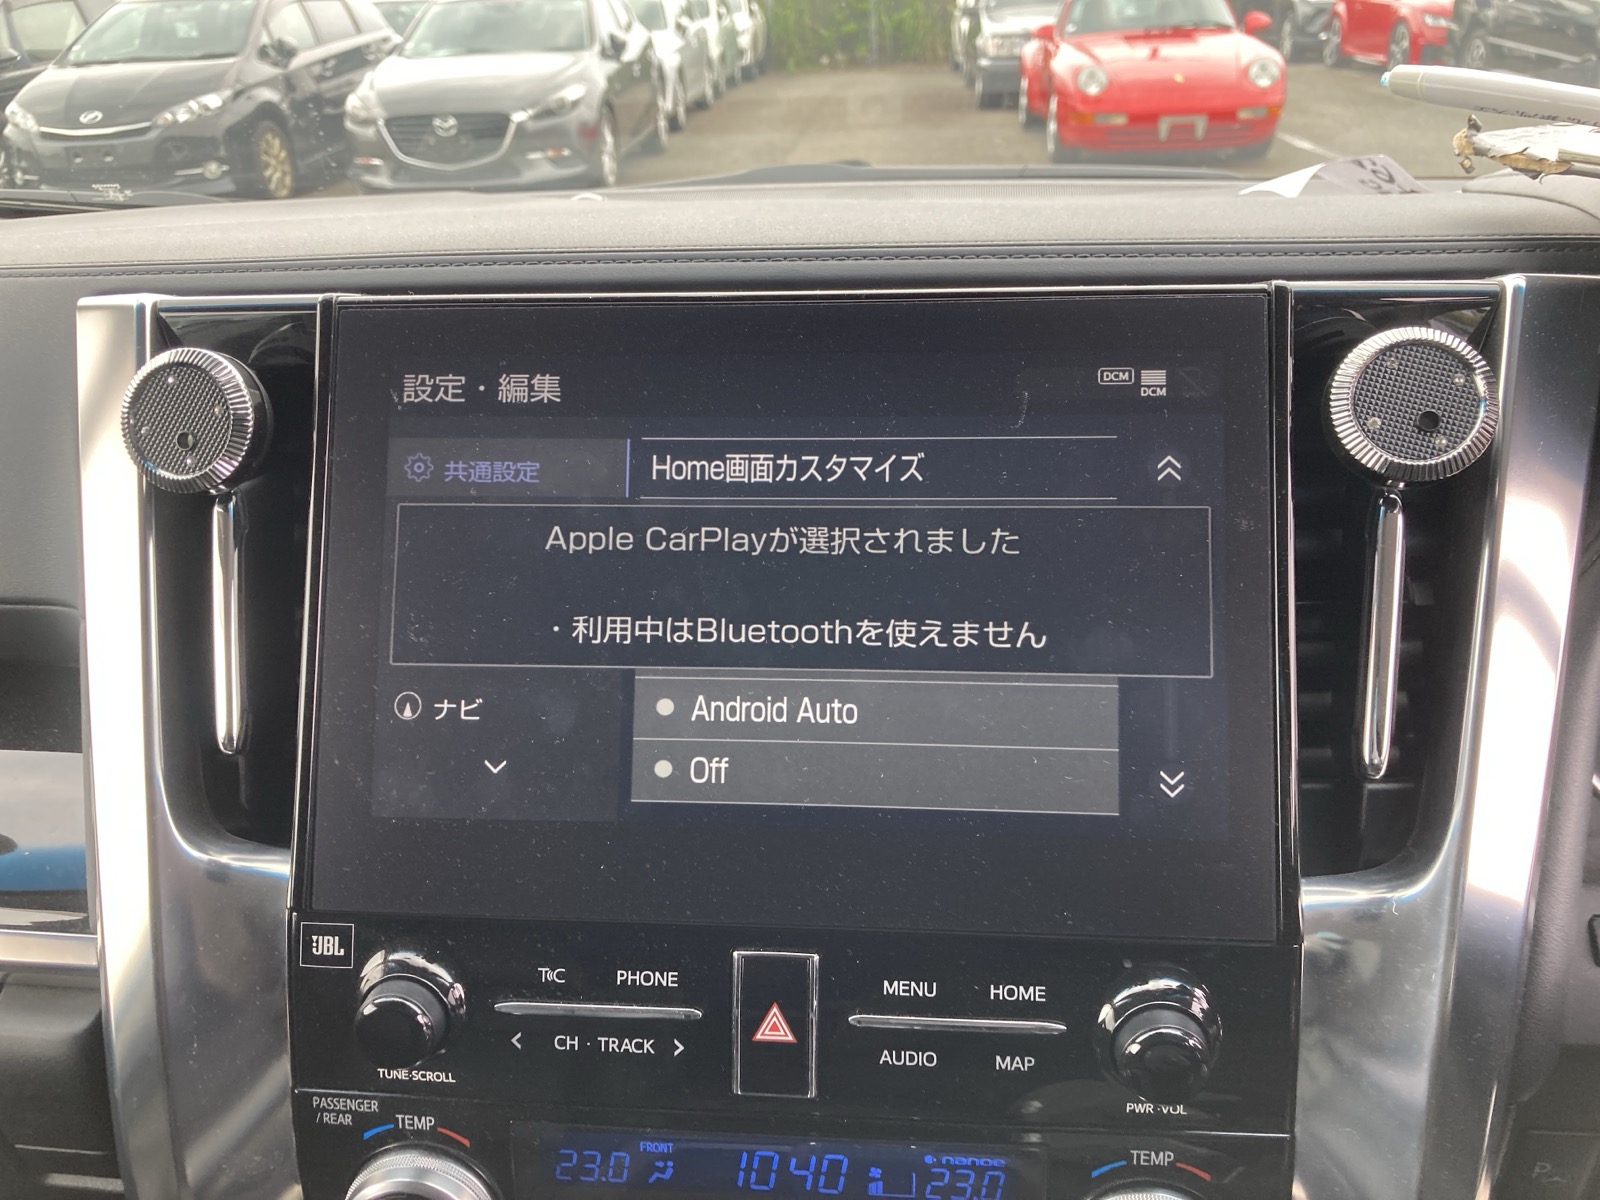 設定・編集
DCM
DCM
共通設定
Home画面カスタマイズ
Apple CarPlayが選択されました
・利用中はBluetoothを使えません
ナビ
Android Auto
Off
JBL
T C
PHONE
MENU
HOME
CH・TRACK
AUDIO
MAP
TUNE・SCROLL
PWR・VOL
PASSENGER
/ REAR
TEMP
FRONT
23.0
10:40
nanoe
23.0
TEMP